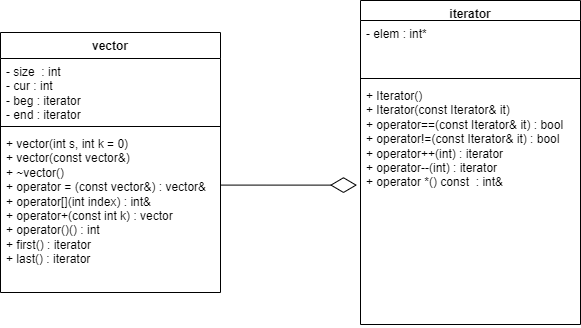 vector
- size : int
- cur : int
- beg : iterator
- end : iterator
+ vector(int s, int k = 0)
+ vector(const vector&)
+ ~vector()
+ operator = (const vector&) : vector&
+ operator[](int index) : int&
+ operator+(const int k) : vector
+ operator()() : int
+ first() : iterator
+ last() : iterator
iterator
- elem : int*
+ Iterator()
+ Iterator(const Iterator& it)
+ operator==(const Iterator& it) : bool
+ operator!=(const Iterator& it) : bool
+ operator++(int) : iterator
+ operator--(int) : iterator
+ operator *() const : int&